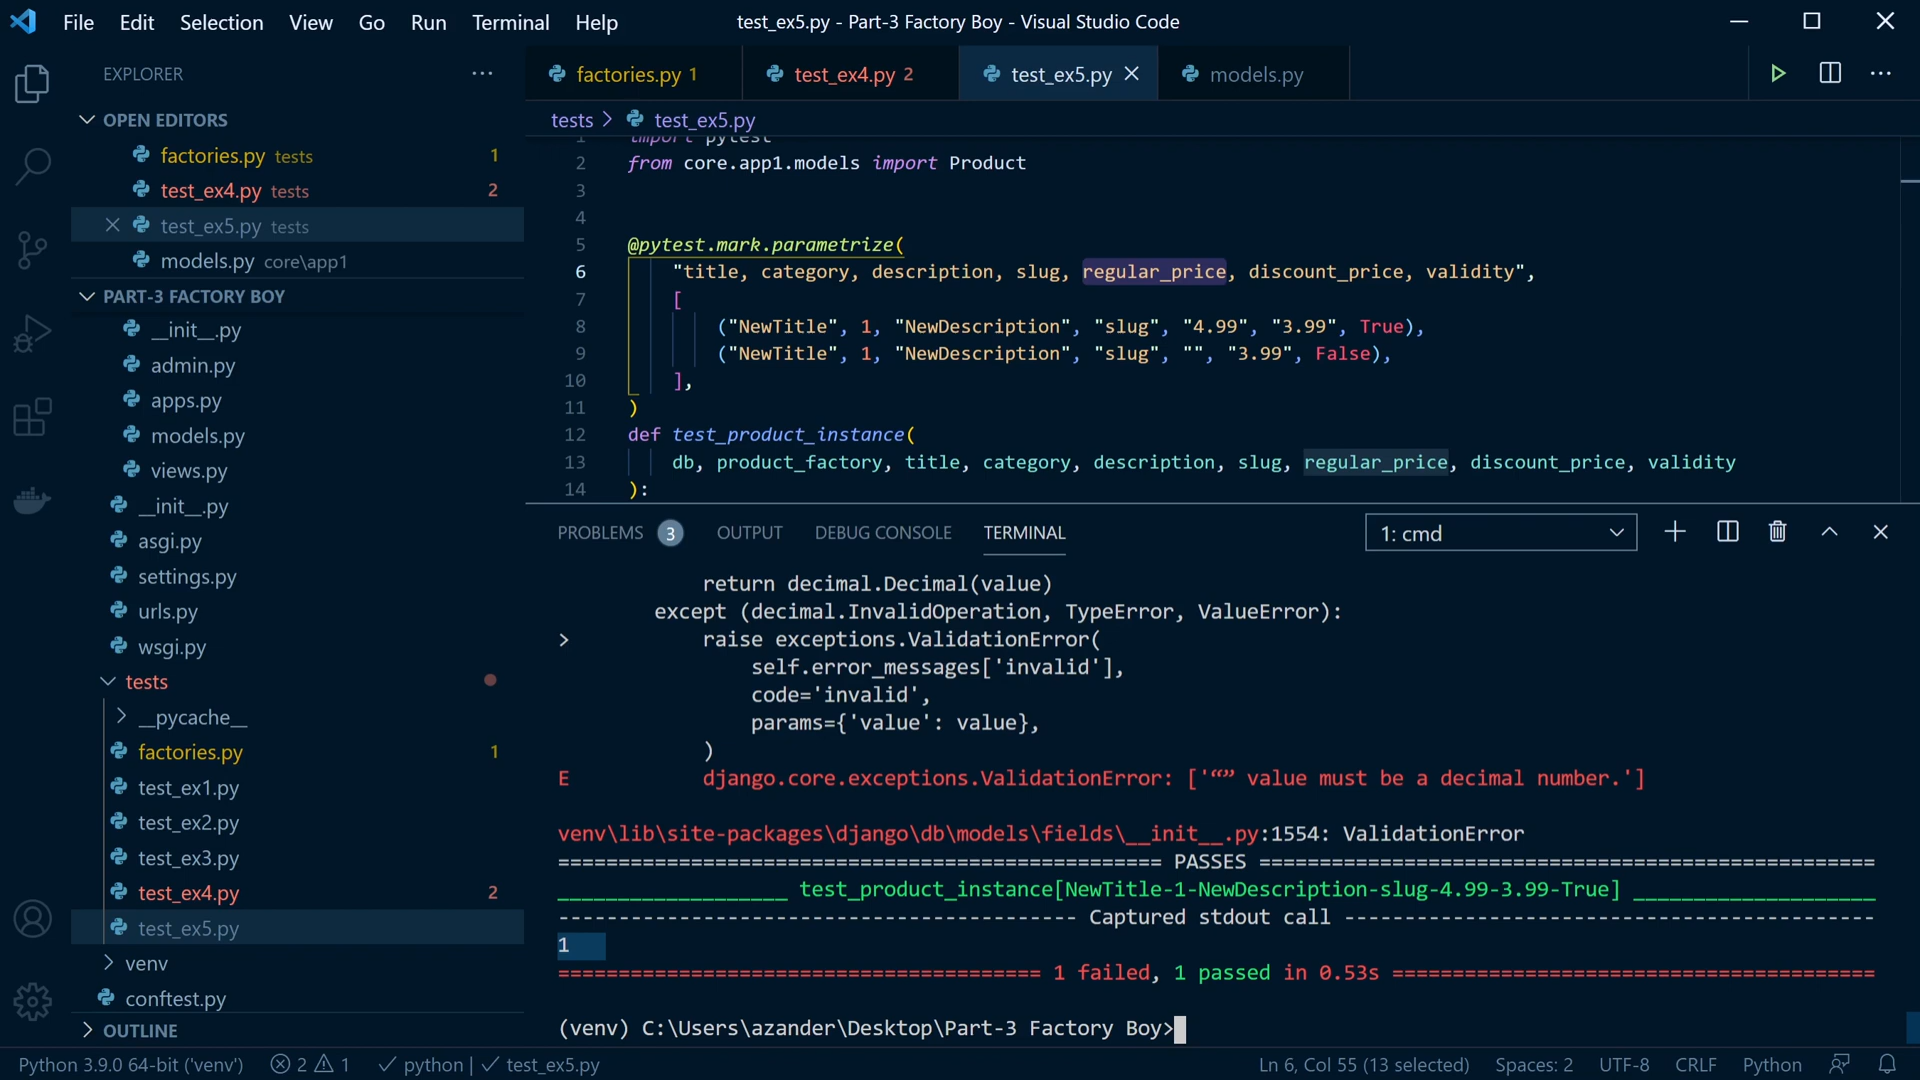 File Edit Selection View Go Run Terminal Help
test_ex5.py - Part-3 Factory Boy - Visual Studio Code
EXPLORER
OPEN EDITORS
factories.py tests 1
test_ex4.py tests 2
test_ex5.py tests
models.py core\app1
PART-3 FACTORY BOY
__init__.py
admin.py
apps.py
models.py
views.py
__init__.py
asgi.py
settings.py
urls.py
wsgi.py
tests
__pycache__
factories.py 1
test_ex1.py
test_ex2.py
test_ex3.py
test_ex4.py 2
test_ex5.py
venv
conftest.py
OUTLINE
factories.py 1
test_ex4.py 2
test_ex5.py
models.py
tests > test_ex5.py
1 import pytest
2 from core.app1.models import Product
3
4
5 @pytest.mark.parametrize(
6 "title, category, description, slug, regular_price, discount_price, validity",
7 [
8 ("NewTitle", 1, "NewDescription", "slug", "4.99", "3.99", True),
9 ("NewTitle", 1, "NewDescription", "slug", "", "3.99", False),
10 ],
11 )
12 def test_product_instance(
13 db, product_factory, title, category, description, slug, regular_price, discount_price, validity
14 ):
PROBLEMS 3 OUTPUT DEBUG CONSOLE TERMINAL 1: cmd
return decimal.Decimal(value)
except (decimal.InvalidOperation, TypeError, ValueError):
> raise exceptions.ValidationError(
self.error_messages['invalid'],
code='invalid',
params={'value': value},
)
E django.core.exceptions.ValidationError: ['“” value must be a decimal number.']
venv\lib\site-packages\django\db\models\fields\__init__.py:1554: ValidationError
================================================== PASSES ===================================================
___________________ test_product_instance[NewTitle-1-NewDescription-slug-4.99-3.99-True] ____________________
------------------------------------------- Captured stdout call --------------------------------------------
1
======================================== 1 failed, 1 passed in 0.53s ========================================
(venv) C:\Users\azander\Desktop\Part-3 Factory Boy>
Python 3.9.0 64-bit ('venv') 2 1 python | test_ex5.py Ln 6, Col 55 (13 selected) Spaces: 2 UTF-8 CRLF Python